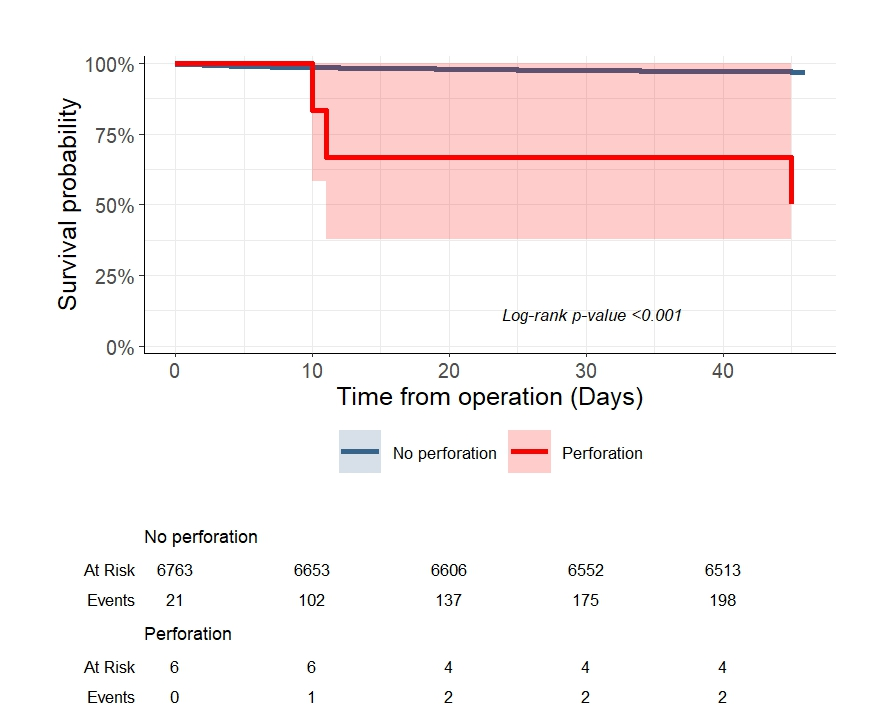 100%
75%
50%
25%
0%
Survival probability
Log-rank p-value <0.001
0 10 20 30 40
Time from operation (Days)
No perforation Perforation
No perforation
At Risk 6763 6653 6606 6552 6513
Events 21 102 137 175 198
Perforation
At Risk 6 6 4 4 4
Events 0 1 2 2 2